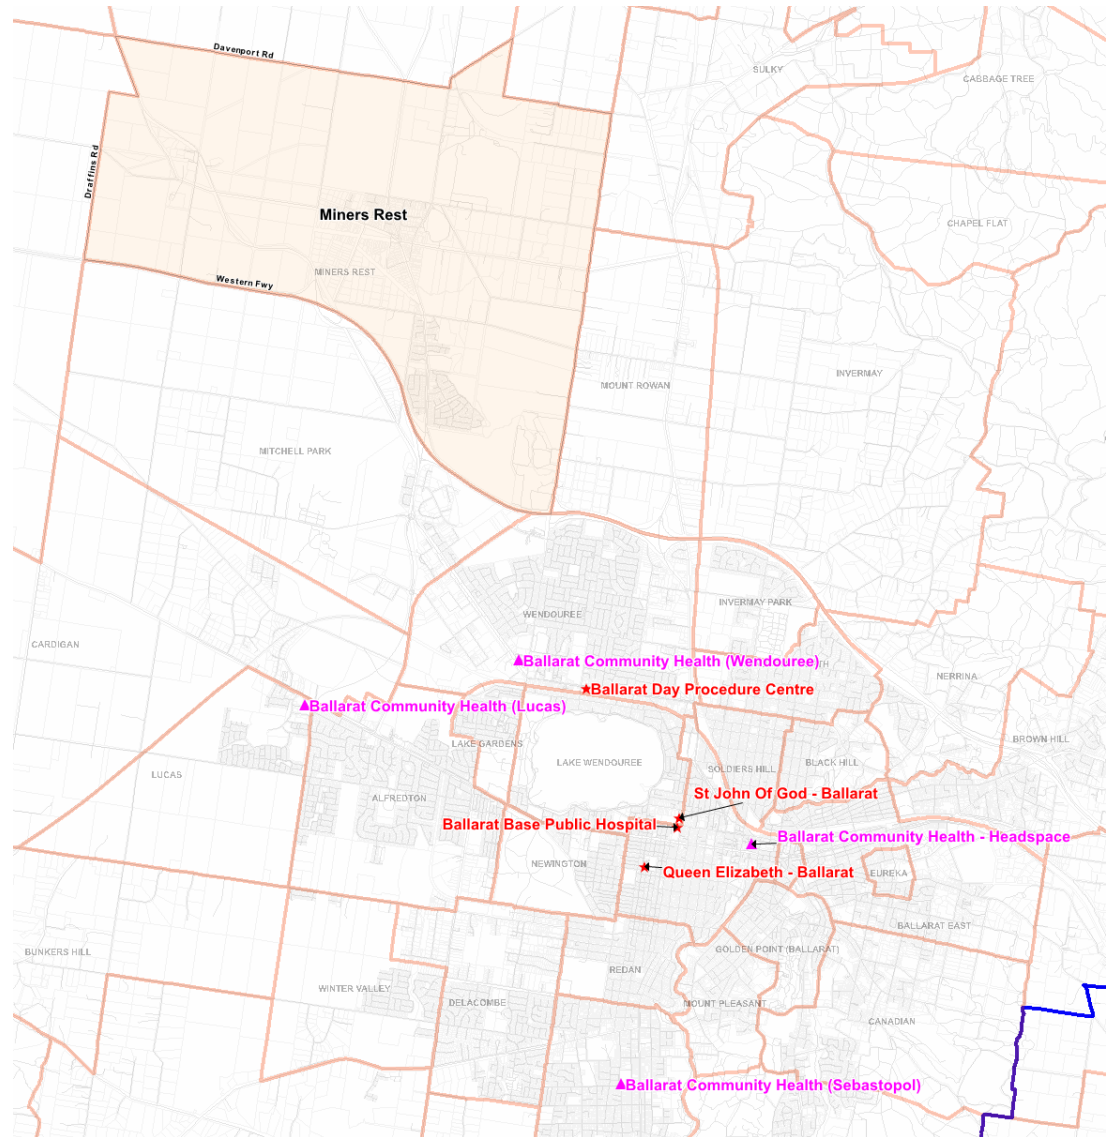 Davenport Rd
SULKY
CABBAGE TREE
Draffins Rd
Miners Rest
CHAPEL FLAT
MINERS REST
Western Fwy
MOUNT ROWAN
INVERMAY
MITCHELL PARK
INVERMAY PARK
WENDOUREE
CARDIGAN
Ballarat Community Health (Wendouree)
NERRINA
Ballarat Day Procedure Centre
Ballarat Community Health (Lucas)
BROWN HILL
LAKE GARDENS
LAKE WENDOUREE
BLACK HILL
SOLDIERS HILL
LUCAS
St John Of God - Ballarat
ALFREDTON
Ballarat Base Public Hospital
Ballarat Community Health - Headspace
NEWINGTON
Queen Elizabeth - Ballarat
EUREKA
BALLARAT EAST
BUNKERS HILL
GOLDEN POINT (BALLARAT)
REDAN
WINTER VALLEY
DELACOMBE
MOUNT PLEASANT
CANADIAN
Ballarat Community Health (Sebastopol)